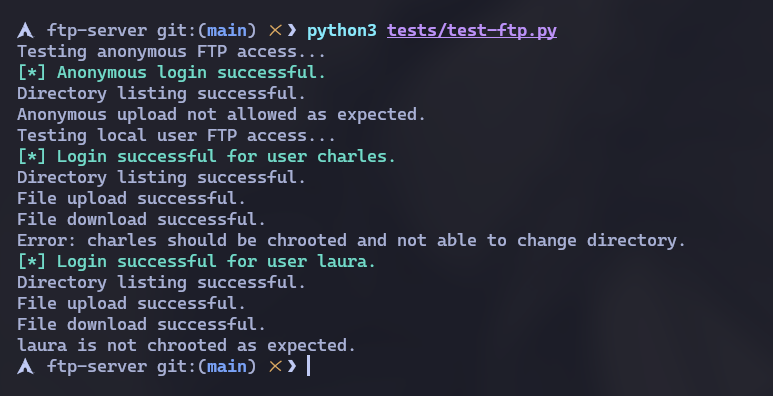 ftp-server git:(main) ✗ ❯ python3 tests/test-ftp.py
Testing anonymous FTP access...
[*] Anonymous login successful.
Directory listing successful.
Anonymous upload not allowed as expected.
Testing local user FTP access...
[*] Login successful for user charles.
Directory listing successful.
File upload successful.
File download successful.
Error: charles should be chrooted and not able to change directory.
[*] Login successful for user laura.
Directory listing successful.
File upload successful.
File download successful.
laura is not chrooted as expected.
ftp-server git:(main) ✗ ❯